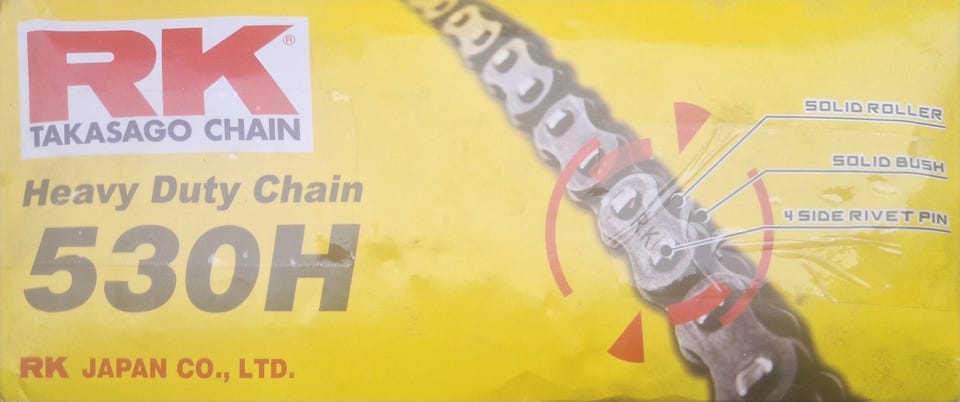 RK®
TAKASAGO CHAIN
Heavy Duty Chain
530H
RK JAPAN CO., LTD.
SOLID ROLLER
SOLID BUSH
4 SIDE RIVET PIN
RK